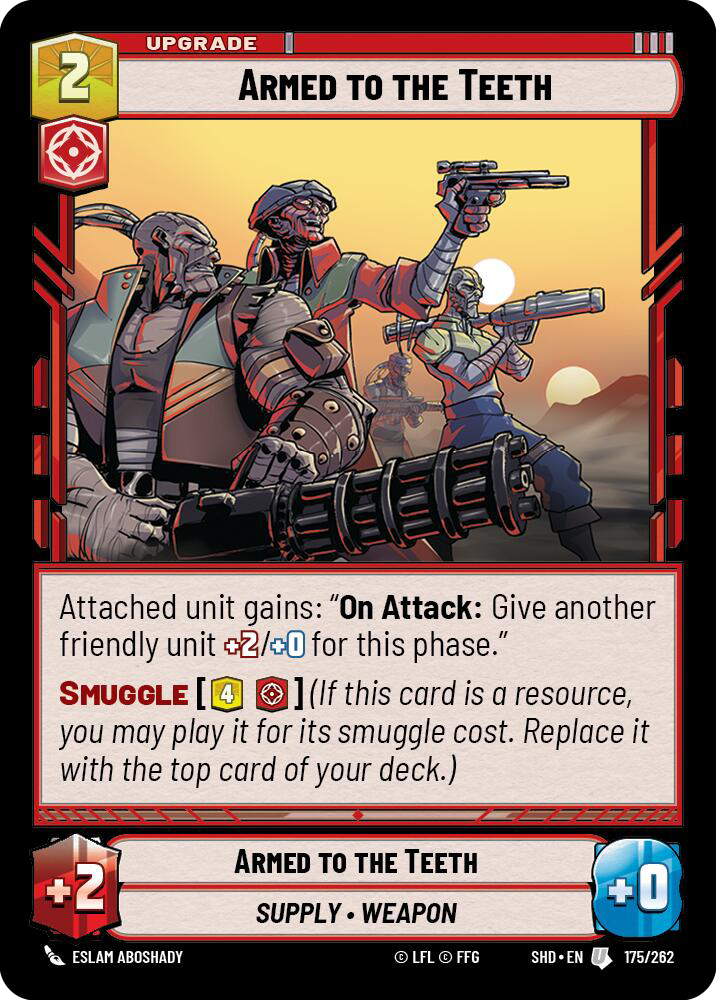 UPGRADE
2
ARMED TO THE TEETH
Attached unit gains: “On Attack: Give another
friendly unit +2/+0 for this phase.”
SMUGGLE [4] (If this card is a resource,
you may play it for its smuggle cost. Replace it
with the top card of your deck.)
+2
ARMED TO THE TEETH
+0
SUPPLY • WEAPON
ESLAM ABOSHADY
© LFL © FFG
SHD • EN
U
175/262